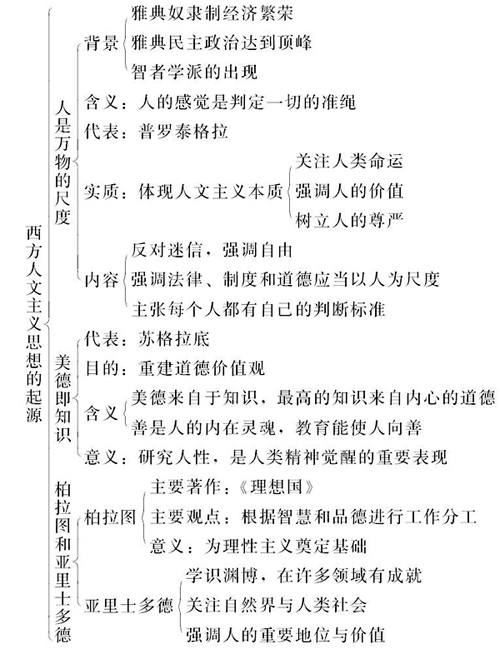 西方人文主义思想的起源
人是万物的尺度
背景
雅典奴隶制经济繁荣
雅典民主政治达到顶峰
智者学派的出现
含义：人的感觉是判定一切的准绳
代表：普罗泰格拉
实质：体现人文主义本质
关注人类命运
强调人的价值
树立人的尊严
内容
反对迷信，强调自由
强调法律、制度和道德应当以人为尺度
主张每个人都有自己的判断标准
美德即知识
代表：苏格拉底
目的：重建道德价值观
含义
美德来自于知识，最高的知识来自内心的道德
善是人的内在灵魂，教育能使人向善
意义：研究人性，是人类精神觉醒的重要表现
柏拉图和亚里士多德
柏拉图
主要著作：《理想国》
主要观点：根据智慧和品德进行工作分工
意义：为理性主义奠定基础
亚里士多德
学识渊博，在许多领域有成就
关注自然界与人类社会
强调人的重要地位与价值